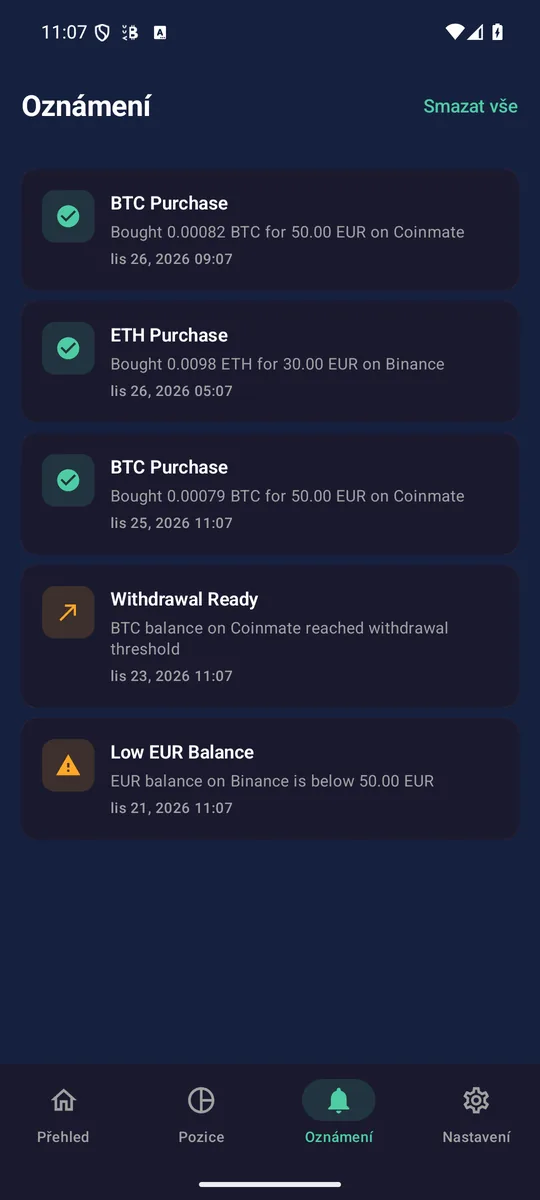 11:07
Oznámení
Smazat vše
BTC Purchase
Bought 0.00082 BTC for 50.00 EUR on Coinmate
lis 26, 2026 09:07
ETH Purchase
Bought 0.0098 ETH for 30.00 EUR on Binance
lis 26, 2026 05:07
BTC Purchase
Bought 0.00079 BTC for 50.00 EUR on Coinmate
lis 25, 2026 11:07
Withdrawal Ready
BTC balance on Coinmate reached withdrawal
threshold
lis 23, 2026 11:07
Low EUR Balance
EUR balance on Binance is below 50.00 EUR
lis 21, 2026 11:07
Přehled
Pozice
Oznámení
Nastavení